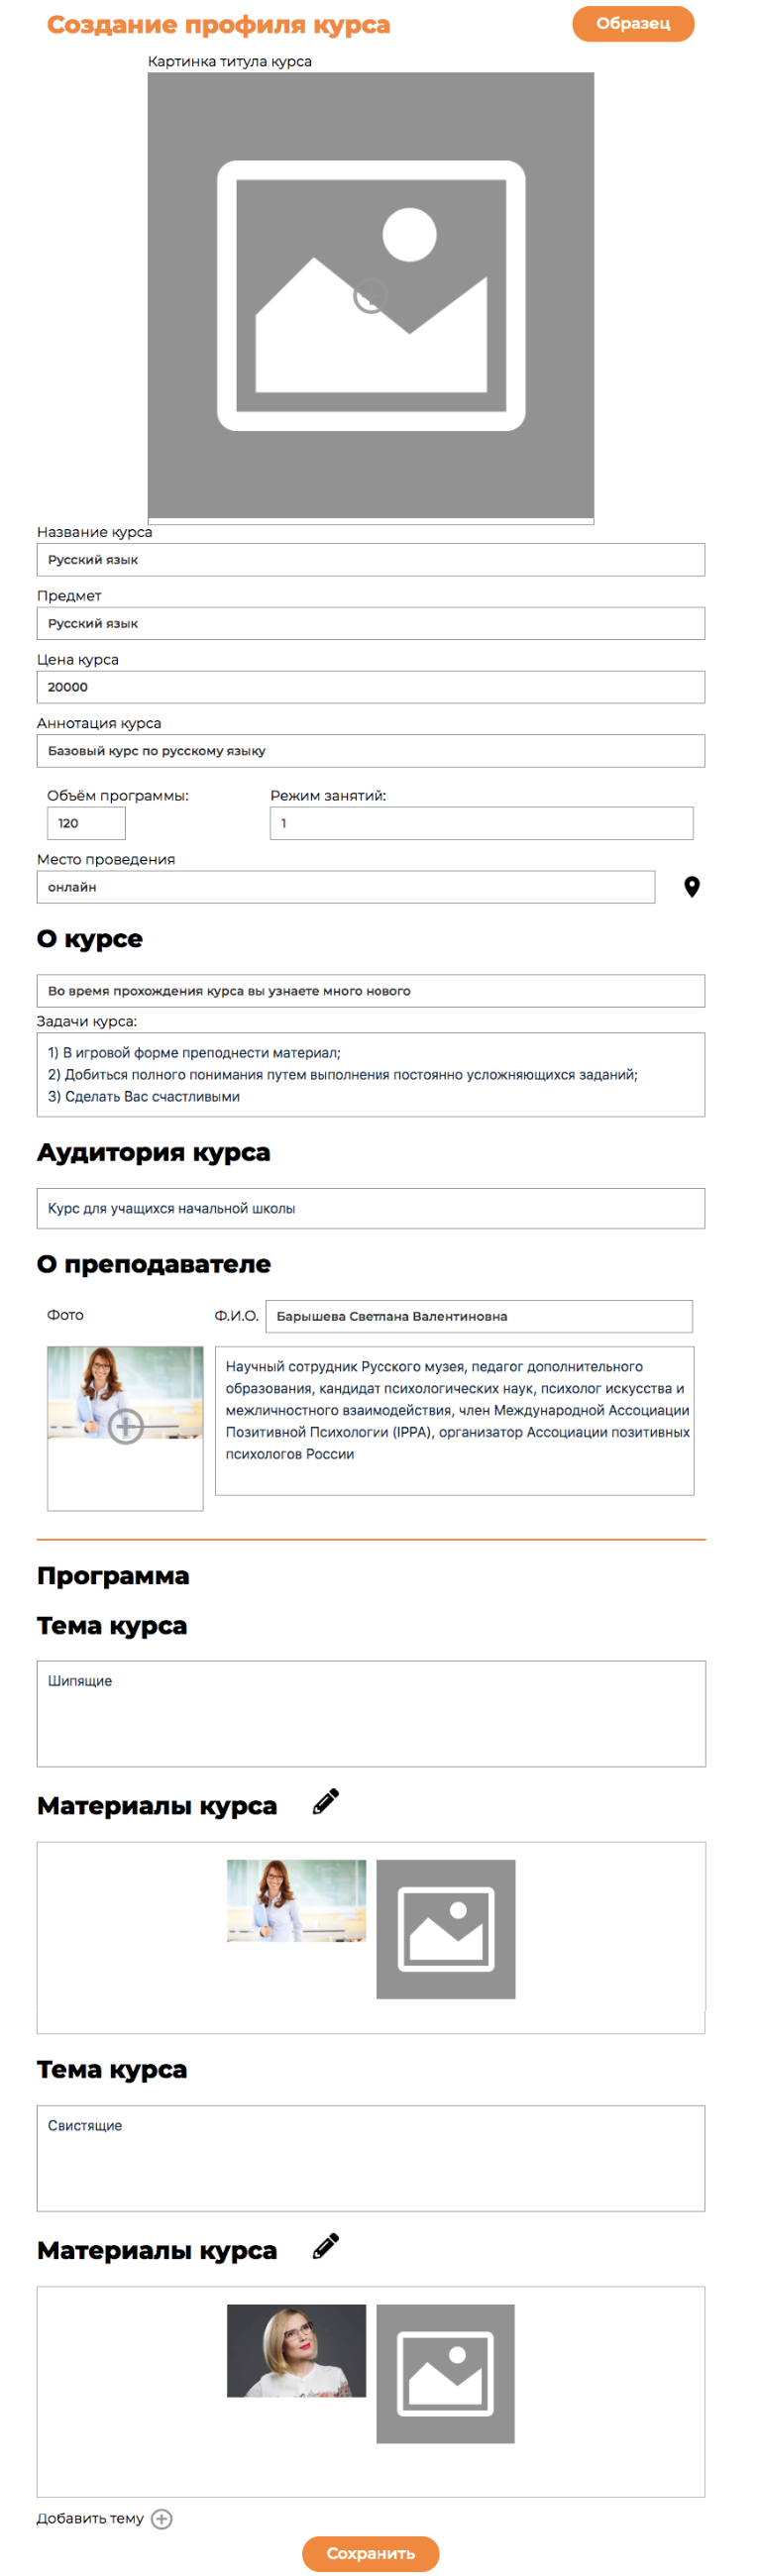 Создание профиля курса
Образец
Картинка титула курса
Название курса
Русский язык
Предмет
Русский язык
Цена курса
20000
Аннотация курса
Базовый курс по русскому языку
Объём программы:
Режим занятий:
120
1
Место проведения
онлайн
О курсе
Во время прохождения курса вы узнаете много нового
Задачи курса:
1) В игровой форме преподнести материал;
2) Добиться полного понимания путем выполнения постоянно усложняющихся заданий;
3) Сделать Вас счастливыми
Аудитория курса
Курс для учащихся начальной школы
О преподавателе
Фото
Ф.И.О.
Барышева Светлана Валентиновна
Научный сотрудник Русского музея, педагог дополнительного
образования, кандидат психологических наук, психолог искусства и
межличностного взаимодействия, член Международной Ассоциации
Позитивной Психологии (IPPA), организатор Ассоциации позитивных
психологов России
Программа
Тема курса
Шипящие
Материалы курса
Тема курса
Свистящие
Материалы курса
Добавить тему
Сохранить